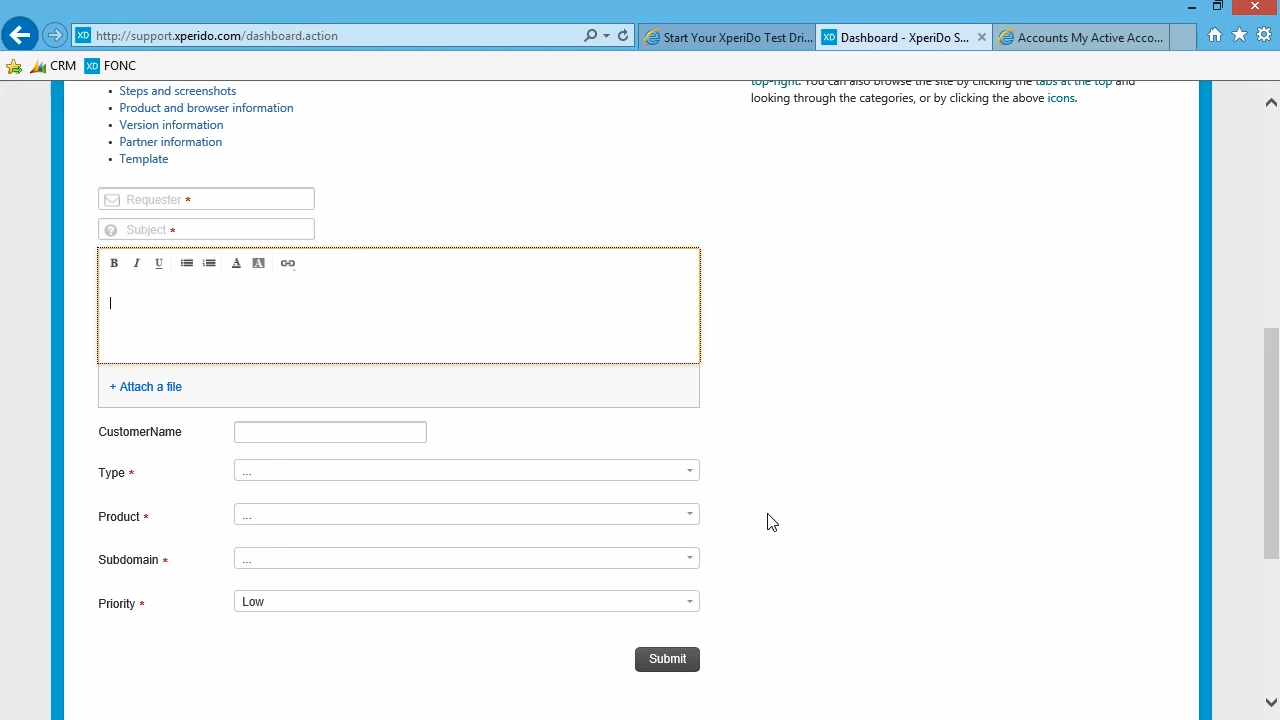 http://support.xperido.com/dashboard.action
Start Your XperiDo Test Dri...
XD Dashboard - XperiDo S...
Accounts My Active Acco...
CRM
XD FONC
top-right. You can also browse the site by clicking the tabs at the top and
looking through the categories, or by clicking the above icons.
• Steps and screenshots
• Product and browser information
• Version information
• Partner information
• Template
Requester *
Subject *
B I U A A
+ Attach a file
CustomerName
Type * ...
Product * ...
Subdomain * ...
Priority * Low
Submit